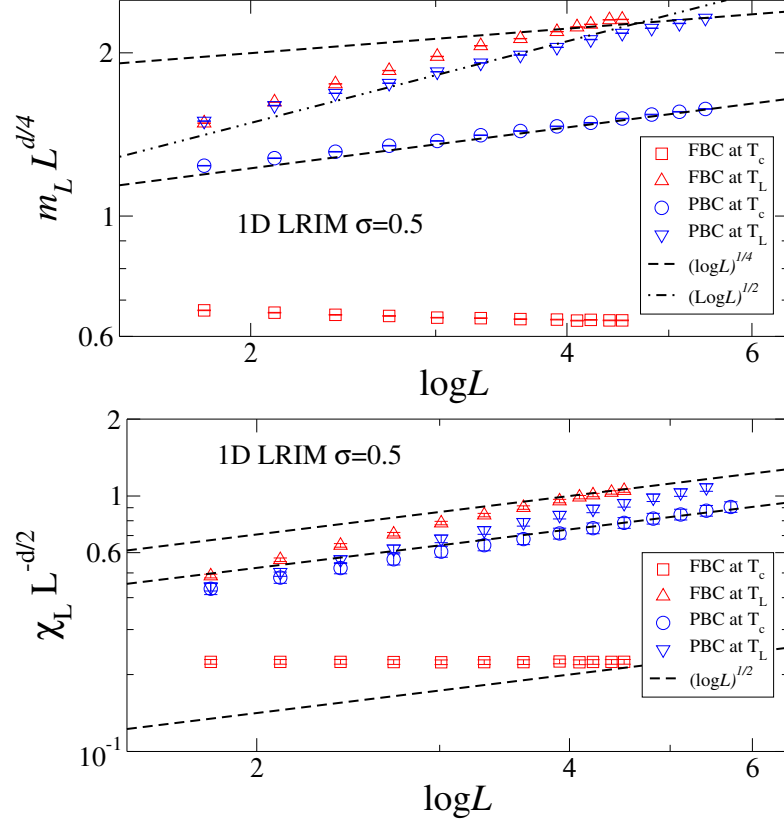 2
m_L L^{d/4}
1
0.6
1D LRIM σ=0.5
FBC at T_c
FBC at T_L
PBC at T_c
PBC at T_L
(logL)^{1/4}
(LogL)^{1/2}
2 4 6
logL
2
1
0.6
10^{-1}
χ_L L^{-d/2}
1D LRIM σ=0.5
FBC at T_c
FBC at T_L
PBC at T_c
PBC at T_L
(logL)^{1/2}
2 4 6
logL